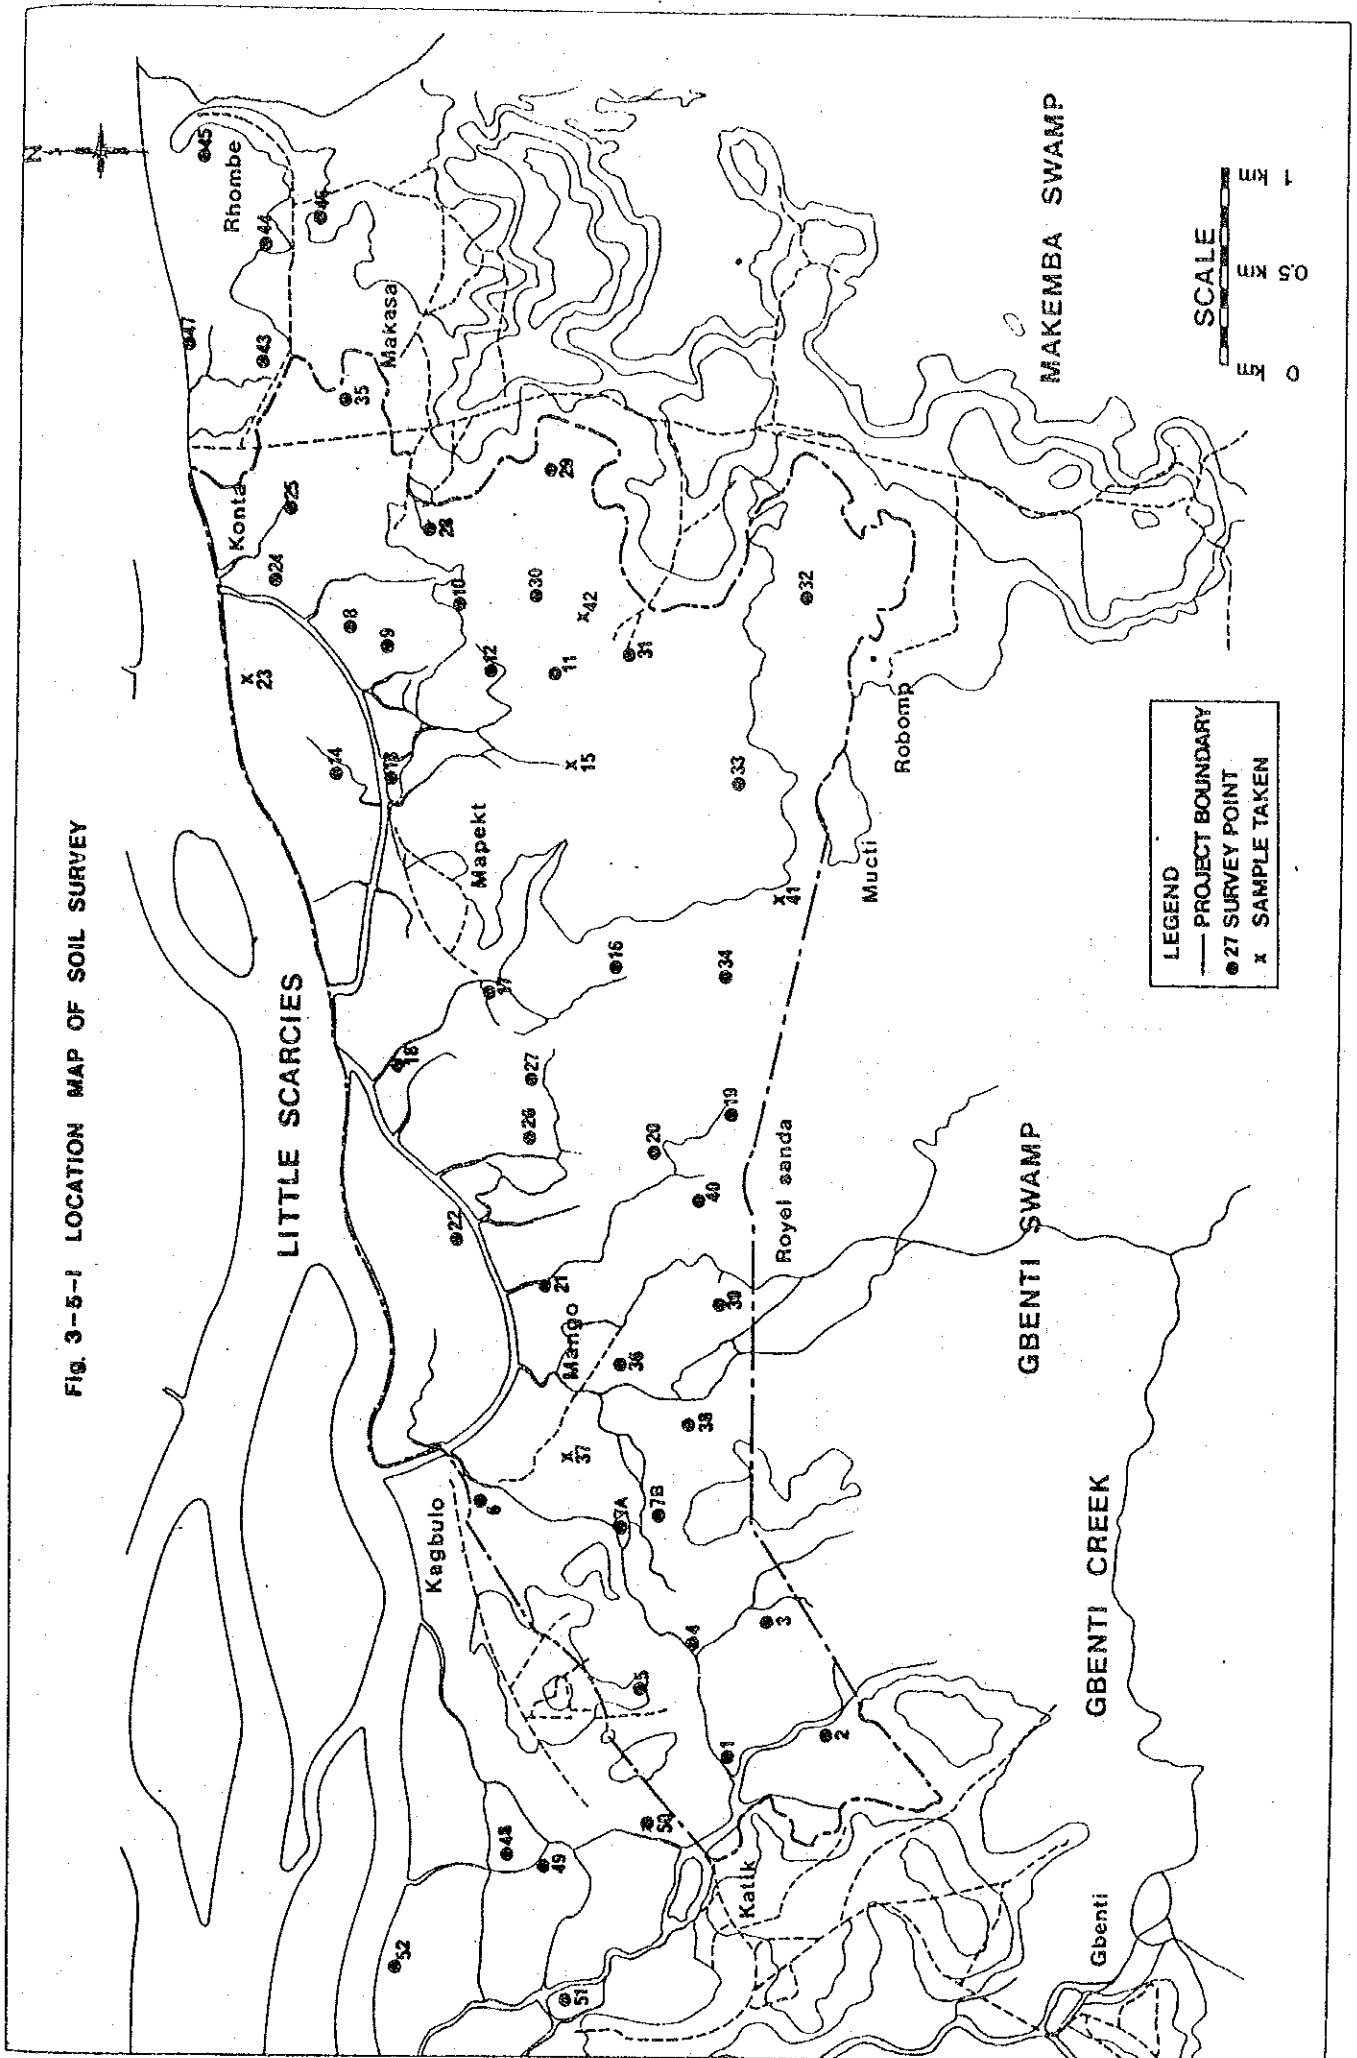 Fig. 3-5-1 LOCATION MAP OF SOIL SURVEY
N
LITTLE SCARCIES
52
51
49
48
50
Katik
Gbenti
1
2
5
4
3
Kagbulo
6
7A
7B
37
38
36
Mango
39
21
22
40
20
19
Royel sanda
26
27
18
17
16
34
41
Mucti
Mapekt
15
33
13
14
23
12
11
31
Robomp
9
8
10
30
42
32
24
25
Konta
28
29
35
43
47
Makasa
44
46
45
Rhombe
GBENTI CREEK
GBENTI SWAMP
MAKEMBA SWAMP
LEGEND
PROJECT BOUNDARY
27 SURVEY POINT
x SAMPLE TAKEN
SCALE
0 km 0.5 km 1 km